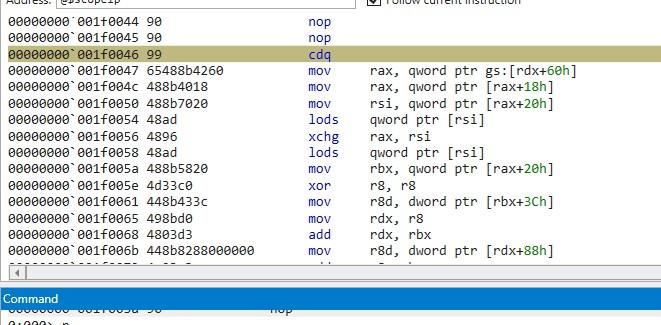 Address: @$scopeip Follow current instruction
00000000`001f0044 90 nop
00000000`001f0045 90 nop
00000000`001f0046 99 cdq
00000000`001f0047 65488b4260 mov rax, qword ptr gs:[rdx+60h]
00000000`001f004c 488b4018 mov rax, qword ptr [rax+18h]
00000000`001f0050 488b7020 mov rsi, qword ptr [rax+20h]
00000000`001f0054 48ad lods qword ptr [rsi]
00000000`001f0056 4896 xchg rax, rsi
00000000`001f0058 48ad lods qword ptr [rsi]
00000000`001f005a 488b5820 mov rbx, qword ptr [rax+20h]
00000000`001f005e 4d33c0 xor r8, r8
00000000`001f0061 448b433c mov r8d, dword ptr [rbx+3Ch]
00000000`001f0065 498bd0 mov rdx, r8
00000000`001f0068 4803d3 add rdx, rbx
00000000`001f006b 448b8288000000 mov r8d, dword ptr [rdx+88h]
Command